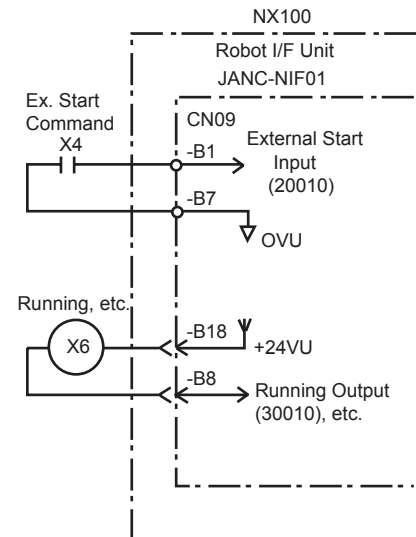 NX100
Robot I/F Unit
JANC-NIF01
Ex. Start
Command
X4
CN09
-B1
External Start
Input
(20010)
-B7
OVU
Running, etc.
X6
-B18
+24VU
-B8
Running Output
(30010), etc.